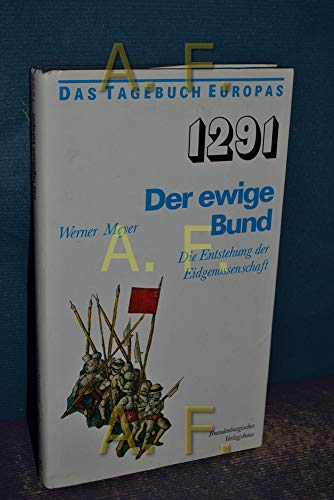 A. F.
DAS TAGEBUCH EUROPAS
1291
Der ewige
Bund
Werner Meyer
A. F.
Die Entstehung der
Eidgenossenschaft
A. F.
Brandenburgisches
Verlagshaus